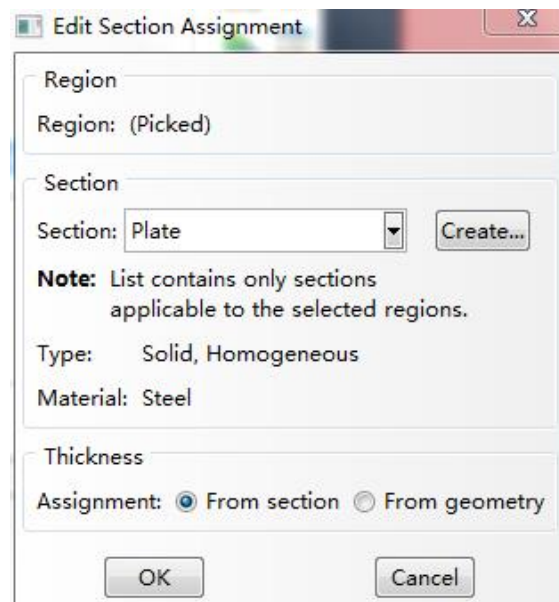 Edit Section Assignment
Region
Region: (Picked)
Section
Section: Plate Create...
Note: List contains only sections
applicable to the selected regions.
Type: Solid, Homogeneous
Material: Steel
Thickness
Assignment: From section From geometry
OK Cancel